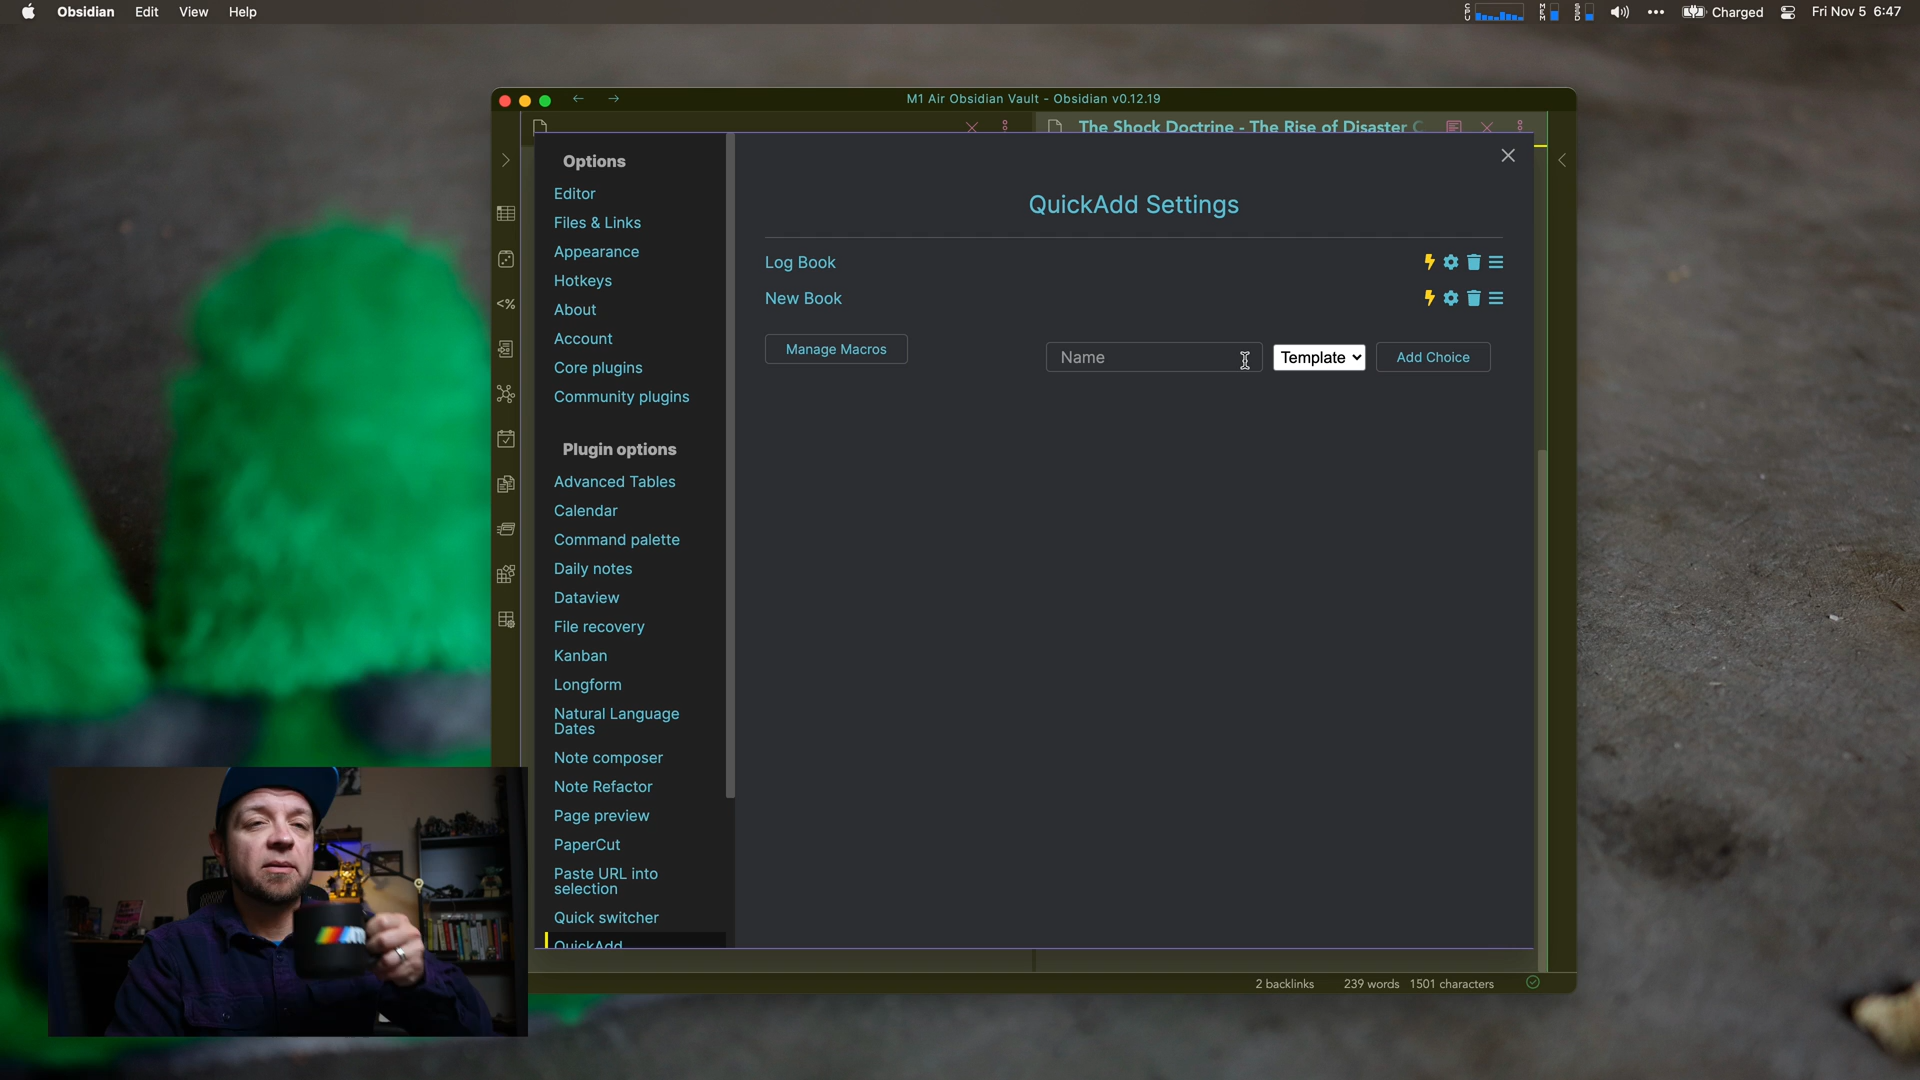 Obsidian Edit View Help
CPU MEM SSD Charged Fri Nov 5 6:47
M1 Air Obsidian Vault - Obsidian v0.12.19
The Shock Doctrine - The Rise of Disaster C
Options
Editor
Files & Links
Appearance
Hotkeys
About
Account
Core plugins
Community plugins
Plugin options
Advanced Tables
Calendar
Command palette
Daily notes
Dataview
File recovery
Kanban
Longform
Natural Language
Dates
Note composer
Note Refactor
Page preview
PaperCut
Paste URL into
selection
Quick switcher
QuickAdd
QuickAdd Settings
Log Book
New Book
Manage Macros
Name
Template
Add Choice
2 backlinks 239 words 1501 characters